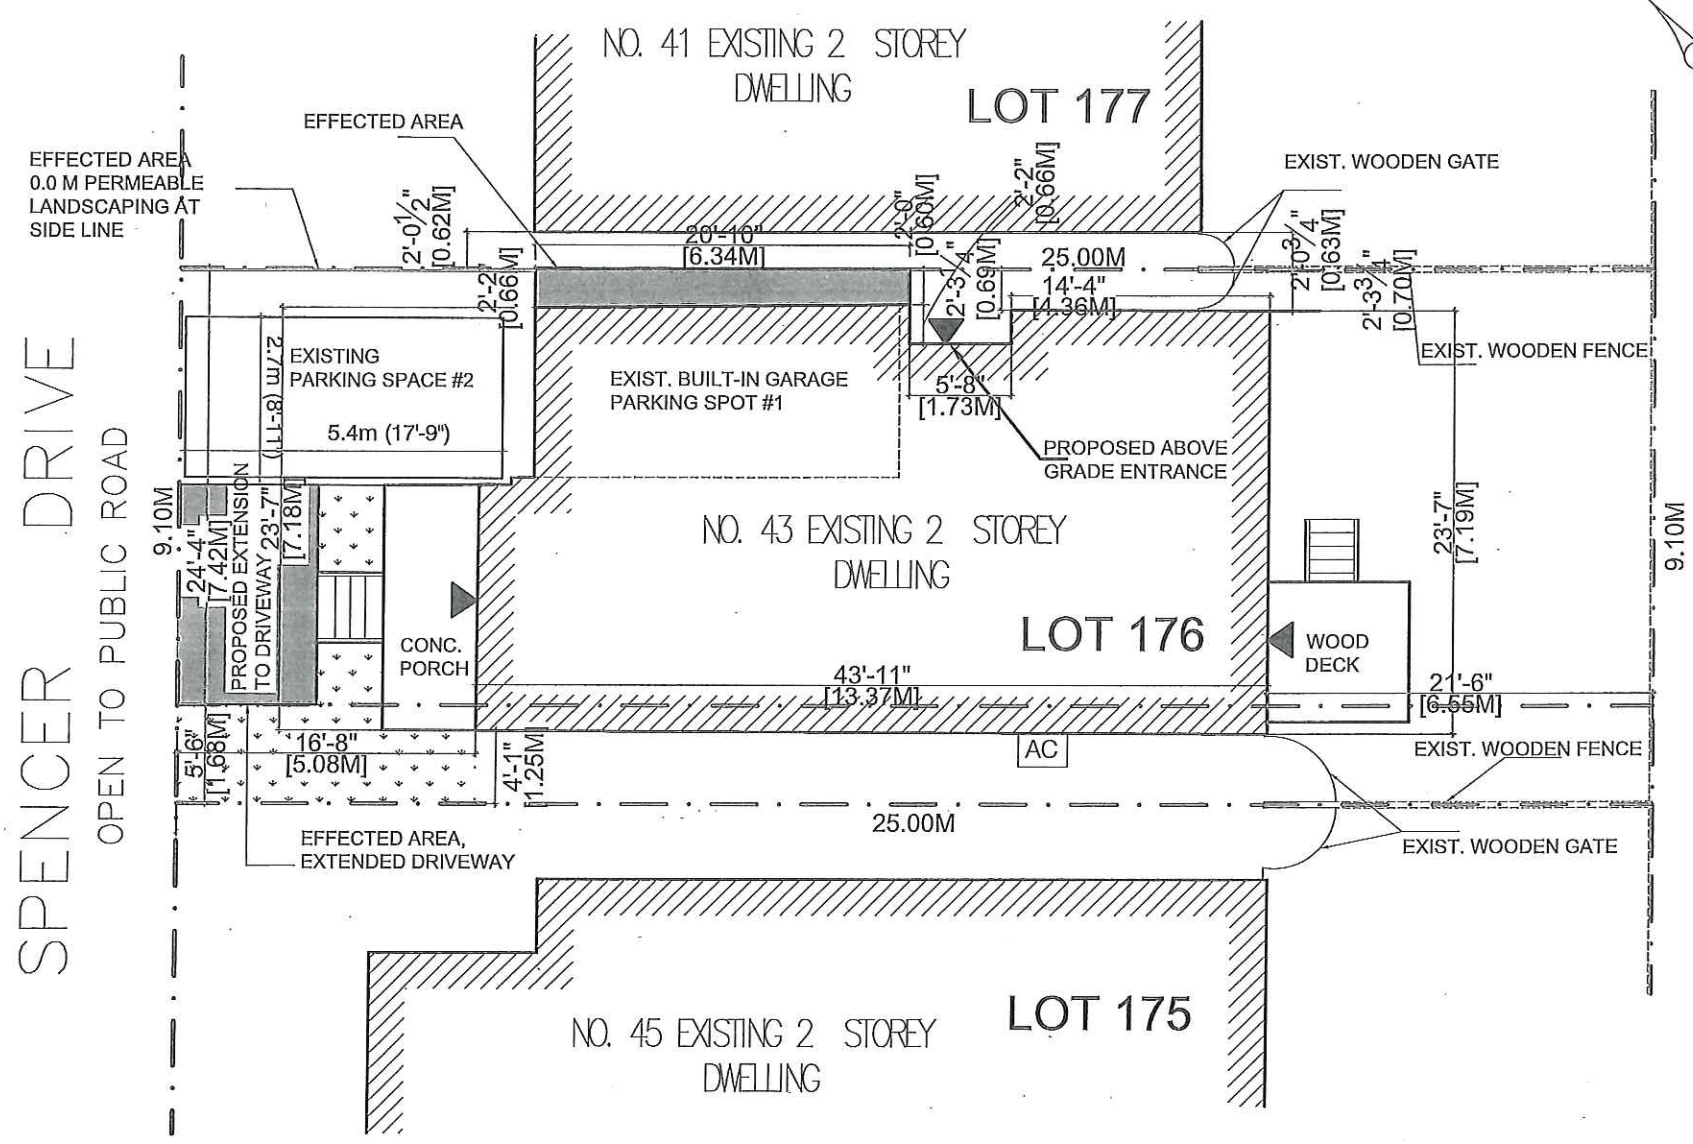 NO. 41 EXISTING 2 STOREY
DWELLING
LOT 177
EFFECTED AREA
EFFECTED AREA
0.0 M PERMEABLE
LANDSCAPING AT
SIDE LINE
EXIST. WOODEN GATE
2'-0 1/2"
[0.62M]
2'-2"
[0.66M]
20'-10"
[6.34M]
2'-0"
[0.60M]
2'-2"
[0.66M]
2'-3 1/4"
[0.69M]
25.00M
14'-4"
[4.36M]
2'-0 3/4"
[0.63M]
2'-3 3/4"
[0.70M]
EXIST. WOODEN FENCE
EXISTING
PARKING SPACE #2
2.7m (8'-11")
5.4m (17'-9")
EXIST. BUILT-IN GARAGE
PARKING SPOT #1
5'-8"
[1.73M]
PROPOSED ABOVE
GRADE ENTRANCE
SPENCER DRIVE
OPEN TO PUBLIC ROAD
9.10M
24'-4"
[7.42M]
PROPOSED EXTENSION
TO DRIVEWAY
23'-7"
[7.18M]
NO. 43 EXISTING 2 STOREY
DWELLING
LOT 176
CONC.
PORCH
WOOD
DECK
23'-7"
[7.19M]
9.10M
43'-11"
[13.37M]
21'-6"
[6.55M]
5'-6"
[1.68M]
16'-8"
[5.08M]
4'-1"
1.25M]
AC
EXIST. WOODEN FENCE
25.00M
EFFECTED AREA,
EXTENDED DRIVEWAY
EXIST. WOODEN GATE
LOT 175
NO. 45 EXISTING 2 STOREY
DWELLING